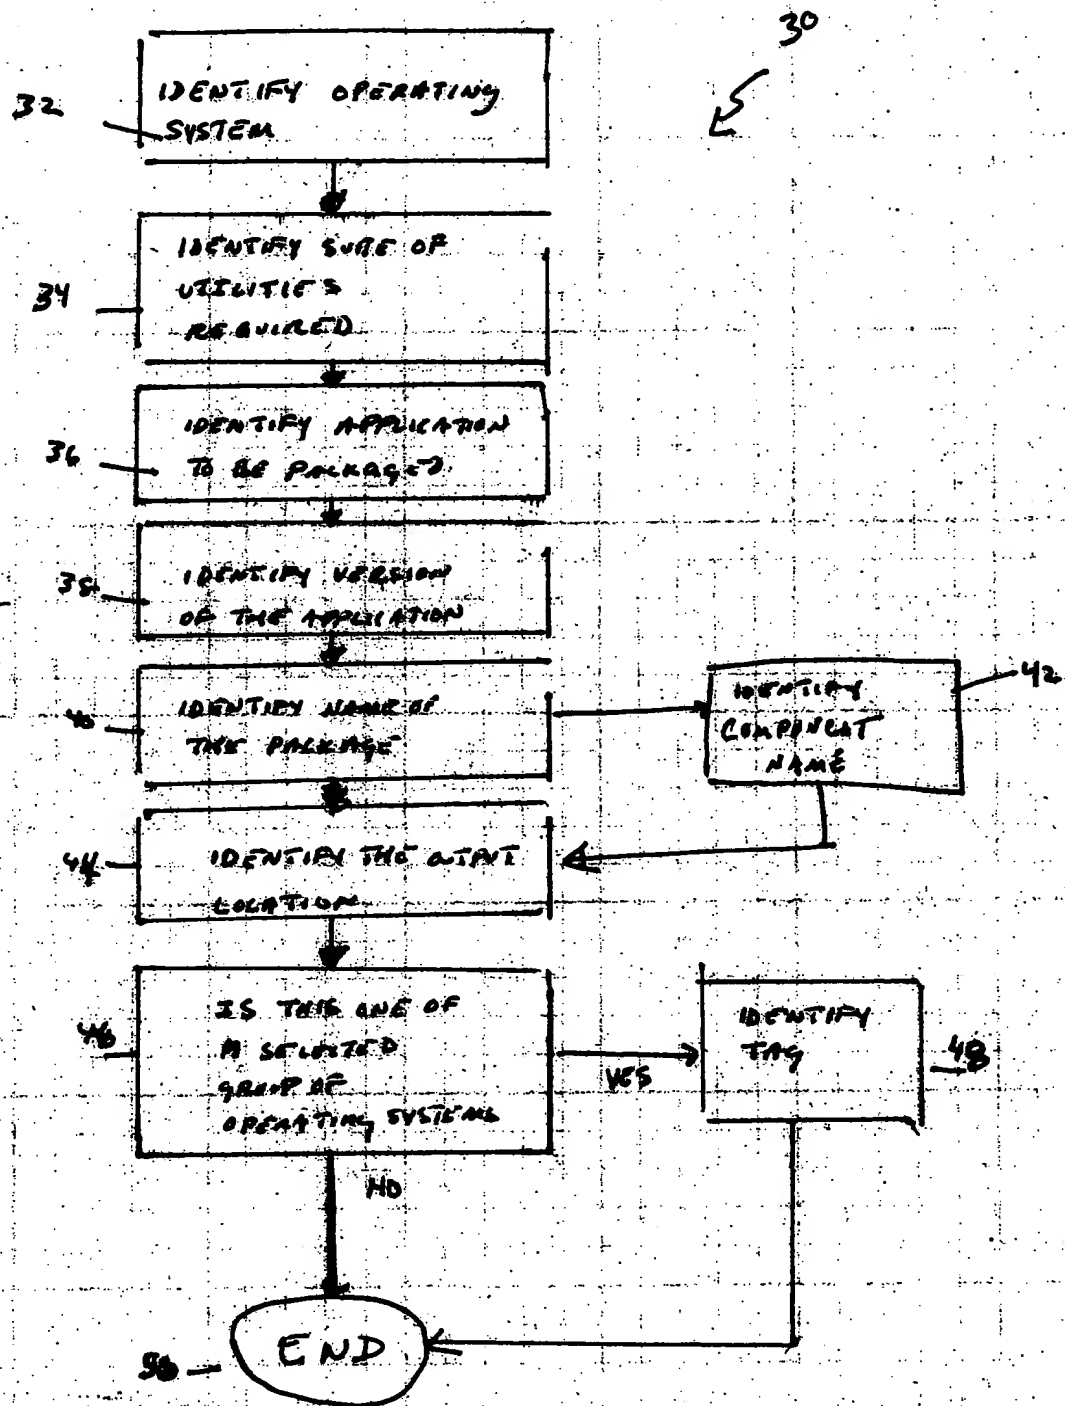 30
32
IDENTIFY OPERATING
SYSTEM
34
IDENTIFY SUITE OF
UTILITIES
REQUIRED
36
IDENTIFY APPLICATION
TO BE PACKAGED
38
IDENTIFY VERSION
OF THE APPLICATION
40
IDENTIFY NAME OF
THE PACKAGE
42
IDENTIFY
COMPONENT
NAME
44
IDENTIFY THE OUTPUT
LOCATION
46
IS THIS ONE OF
A SELECTED
GROUP OF
OPERATING SYSTEMS
YES
IDENTIFY
TAG
48
NO
END
50